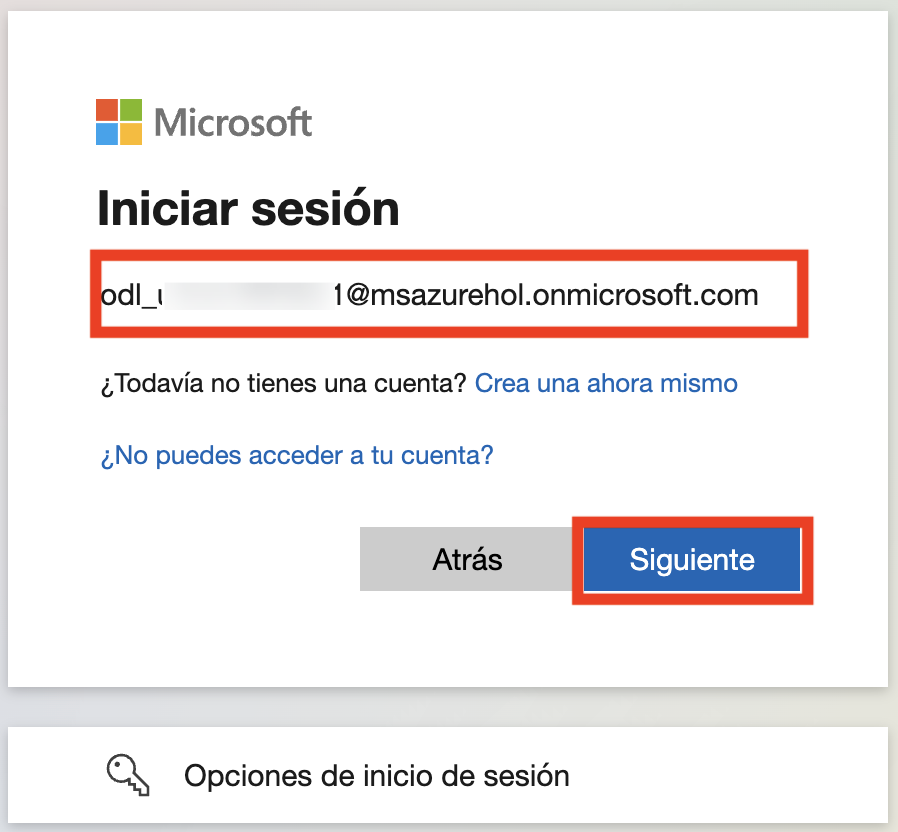 Microsoft
Iniciar sesión
odl_u 1@msazurehol.onmicrosoft.com
¿Todavía no tienes una cuenta? Crea una ahora mismo
¿No puedes acceder a tu cuenta?
Atrás Siguiente
Opciones de inicio de sesión